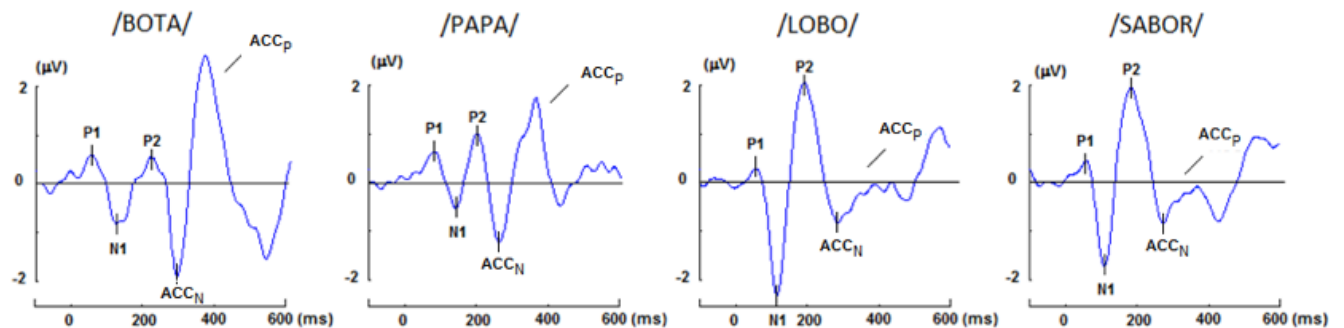 /BOTA/
(μV)
2
0
-2
P1
N1
P2
ACCN
ACCP
0 200 400 600 (ms)
/PAPA/
(μV)
2
0
-2
P1
N1
P2
ACCN
ACCP
0 200 400 600 (ms)
/LOBO/
(μV)
2
0
-2
P1
N1
P2
ACCN
ACCP
0 200 400 600 (ms)
/SABOR/
(μV)
2
0
-2
P1
N1
P2
ACCN
ACCP
0 200 400 600 (ms)